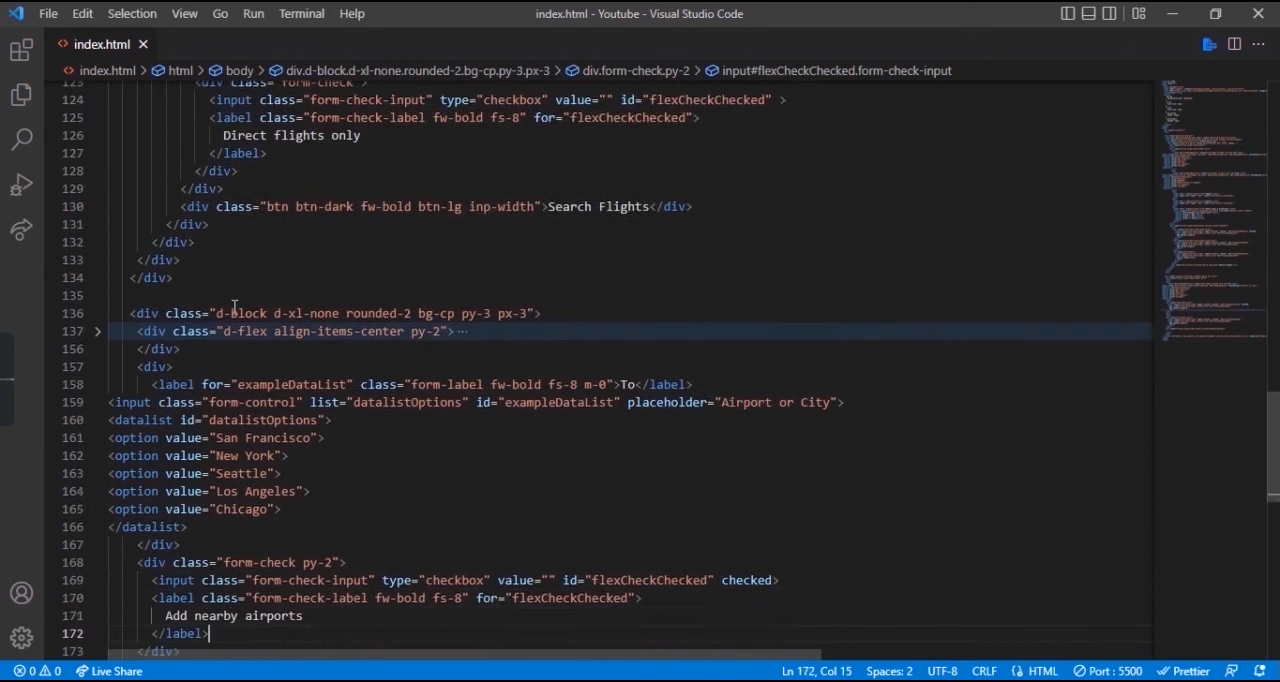 File Edit Selection View Go Run Terminal Help index.html - Youtube - Visual Studio Code
index.html
index.html > html > body > div.d-block.d-xl-none.rounded-2.bg-cp.py-3.px-3 > div.form-check.py-2 > input#flexCheckChecked.form-check-input
123 <div class="form-check">
124 <input class="form-check-input" type="checkbox" value="" id="flexCheckChecked" >
125 <label class="form-check-label fw-bold fs-8" for="flexCheckChecked">
126 Direct flights only
127 </label>
128 </div>
129 </div>
130 <div class="btn btn-dark fw-bold btn-lg inp-width">Search Flights</div>
131 </div>
132 </div>
133 </div>
134 </div>
135
136 <div class="d-block d-xl-none rounded-2 bg-cp py-3 px-3">
137 <div class="d-flex align-items-center py-2">…
156 </div>
157 <div>
158 <label for="exampleDataList" class="form-label fw-bold fs-8 m-0">To</label>
159 <input class="form-control" list="datalistOptions" id="exampleDataList" placeholder="Airport or City">
160 <datalist id="datalistOptions">
161 <option value="San Francisco">
162 <option value="New York">
163 <option value="Seattle">
164 <option value="Los Angeles">
165 <option value="Chicago">
166 </datalist>
167 </div>
168 <div class="form-check py-2">
169 <input class="form-check-input" type="checkbox" value="" id="flexCheckChecked" checked>
170 <label class="form-check-label fw-bold fs-8" for="flexCheckChecked">
171 Add nearby airports
172 </label>
173 </div>
0 0 Live Share Ln 172, Col 15 Spaces: 2 UTF-8 CRLF HTML Port : 5500 Prettier